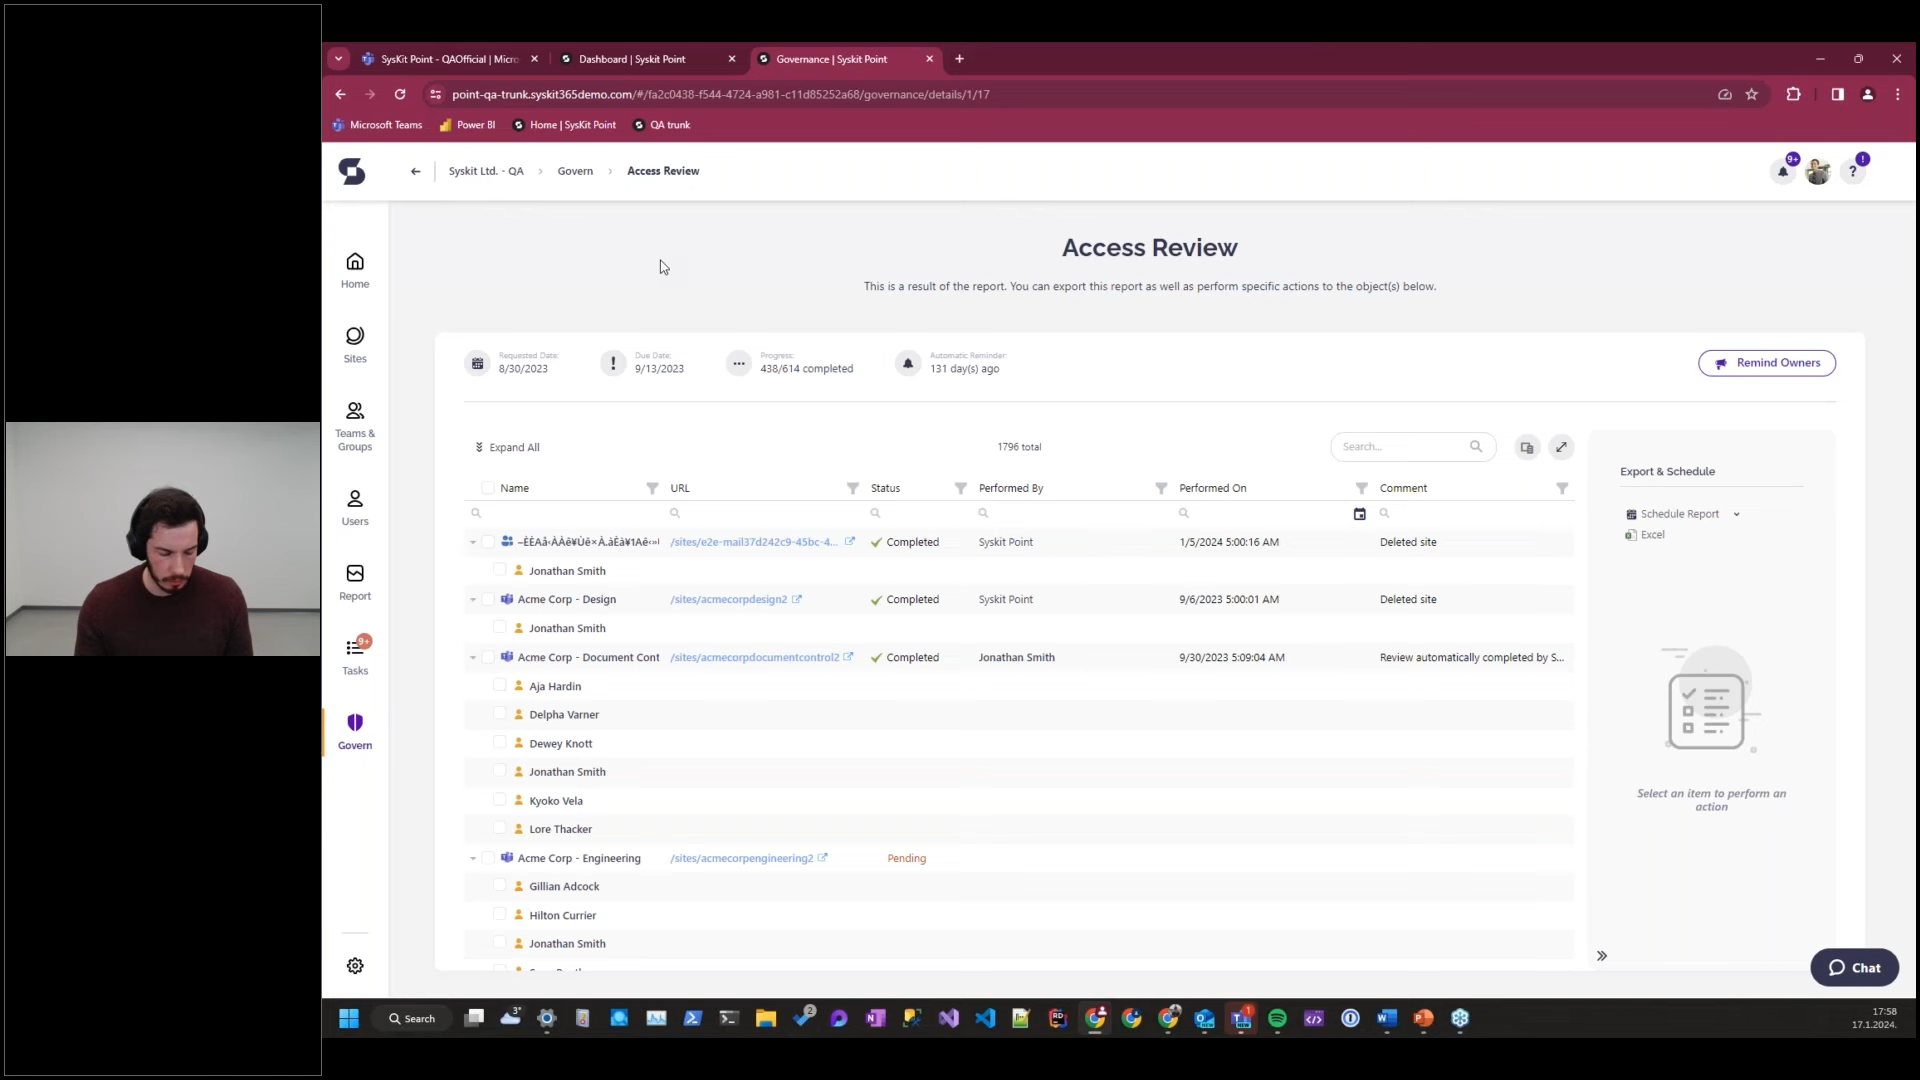 SysKit Point - QAOfficial | Micro
Dashboard | Syskit Point
Governance | Syskit Point
point-qa-trunk.syskit365demo.com/#/fa2c0438-f544-4724-a981-c11d85252a68/governance/details/1/17
Microsoft Teams
Power BI
Home | SysKit Point
QA trunk
Syskit Ltd. - QA > Govern > Access Review
9+
!
?
Home
Sites
Teams & Groups
Users
Report
9+
Tasks
Govern
Access Review
This is a result of the report. You can export this report as well as perform specific actions to the object(s) below.
Requested Date: 8/30/2023
Due Date: 9/13/2023
Progress: 438/614 completed
Automatic Reminder: 131 day(s) ago
Remind Owners
Expand All
1796 total
Search...
Name URL Status Performed By Performed On Comment
/sites/e2e-mail37d242c9-45bc-4... Completed Syskit Point 1/5/2024 5:00:16 AM Deleted site
Jonathan Smith
Acme Corp - Design /sites/acmecorpdesign2 Completed Syskit Point 9/6/2023 5:00:01 AM Deleted site
Jonathan Smith
Acme Corp - Document Cont /sites/acmecorpdocumentcontrol2 Completed Jonathan Smith 9/30/2023 5:09:04 AM Review automatically completed by S...
Aja Hardin
Delpha Varner
Dewey Knott
Jonathan Smith
Kyoko Vela
Lore Thacker
Acme Corp - Engineering /sites/acmecorpengineering2 Pending
Gillian Adcock
Hilton Currier
Jonathan Smith
Export & Schedule
Schedule Report
Excel
Select an item to perform an
action
Chat
Search
3°
2
1
17:58
17.1.2024.